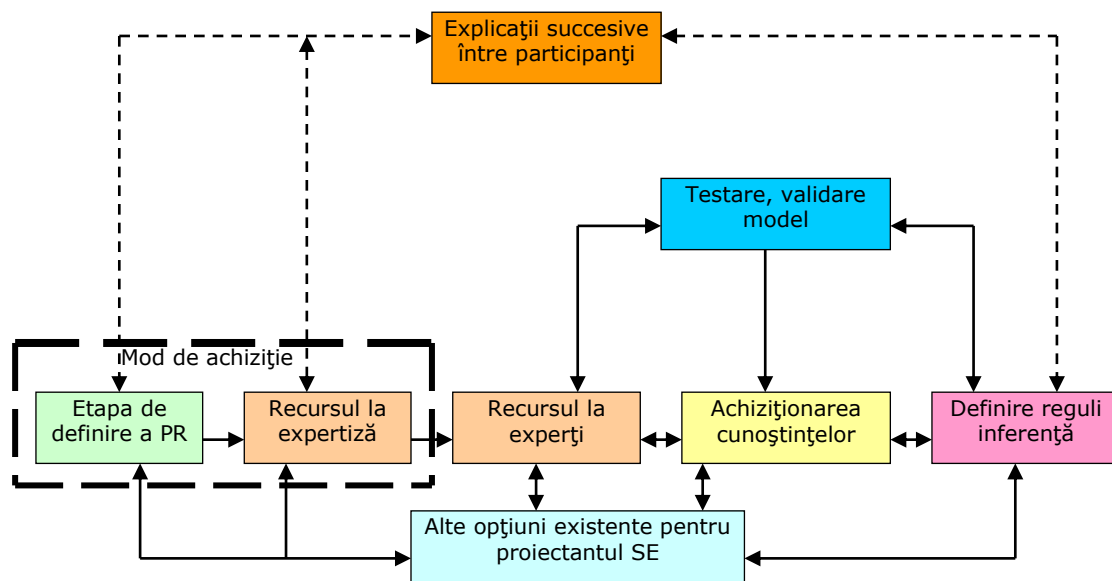 Explicaţii succesive
între participanţi
Testare, validare
model
Mod de achiziţie
Etapa de
definire a PR
Recursul la
expertiză
Recursul la
experţi
Achiziţionarea
cunoştinţelor
Definire reguli
inferenţă
Alte opţiuni existente pentru
proiectantul SE